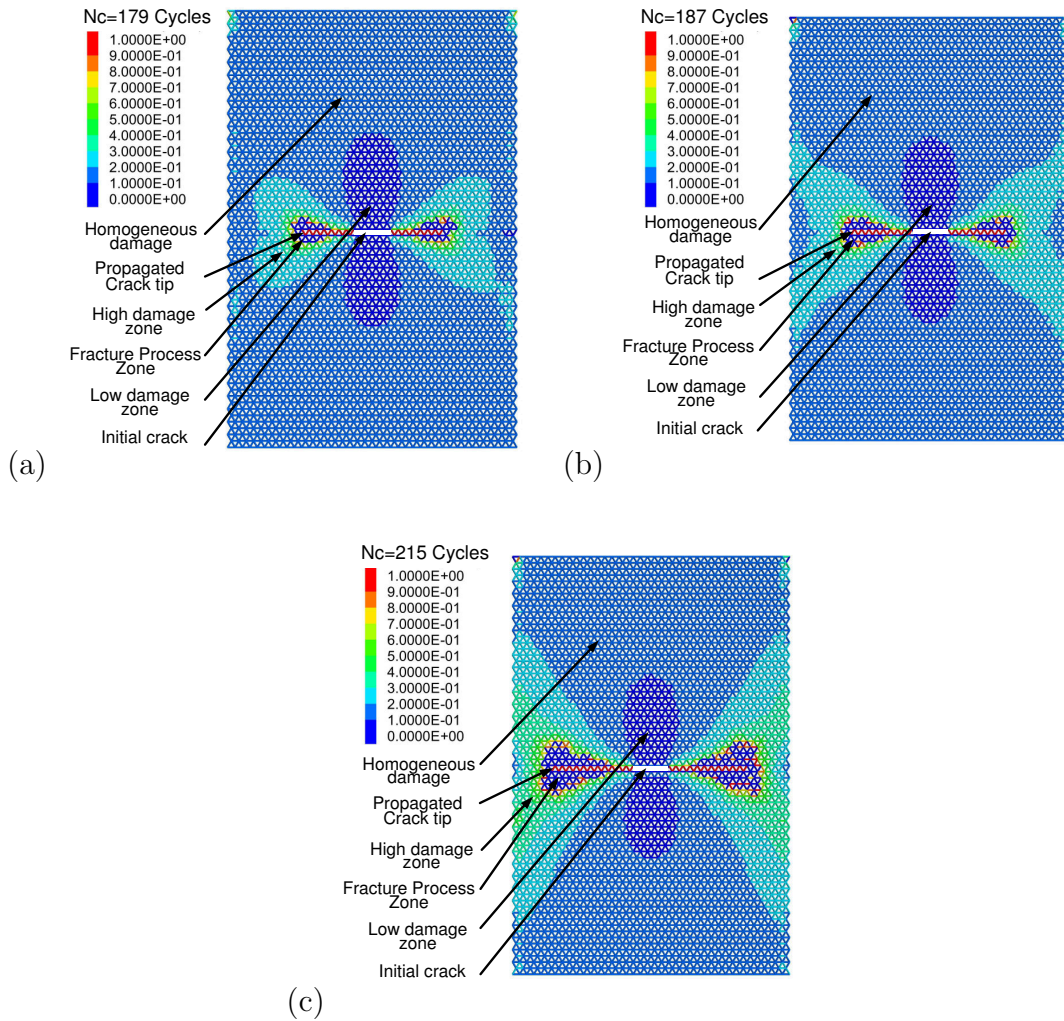 Nc=179 Cycles
1.0000E+00
9.0000E-01
8.0000E-01
7.0000E-01
6.0000E-01
5.0000E-01
4.0000E-01
3.0000E-01
2.0000E-01
1.0000E-01
0.0000E+00
Homogeneous
damage
Propagated
Crack tip
High damage
zone
Fracture Process
Zone
Low damage
zone
Initial crack
(a)
Nc=187 Cycles
1.0000E+00
9.0000E-01
8.0000E-01
7.0000E-01
6.0000E-01
5.0000E-01
4.0000E-01
3.0000E-01
2.0000E-01
1.0000E-01
0.0000E+00
Homogeneous
damage
Propagated
Crack tip
High damage
zone
Fracture Process
Zone
Low damage
zone
Initial crack
(b)
Nc=215 Cycles
1.0000E+00
9.0000E-01
8.0000E-01
7.0000E-01
6.0000E-01
5.0000E-01
4.0000E-01
3.0000E-01
2.0000E-01
1.0000E-01
0.0000E+00
Homogeneous
damage
Propagated
Crack tip
High damage
zone
Fracture Process
Zone
Low damage
zone
Initial crack
(c)